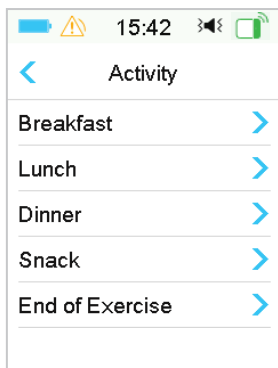 15:42
Activity
Breakfast
Lunch
Dinner
Snack
End of Exercise